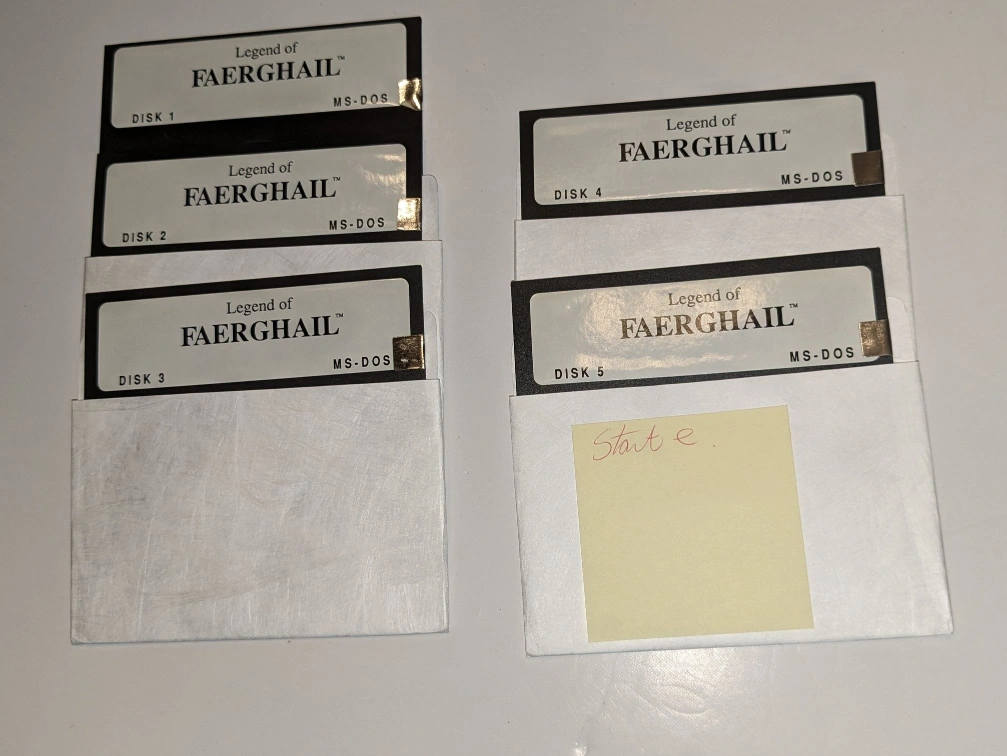 Legend of
FAERGHAIL™
MS-DOS
DISK 1
Legend of
FAERGHAIL™
MS-DOS
DISK 2
Legend of
FAERGHAIL™
MS-DOS
DISK 3
Legend of
FAERGHAIL™
MS-DOS
DISK 4
Legend of
FAERGHAIL™
MS-DOS
DISK 5
Start e.